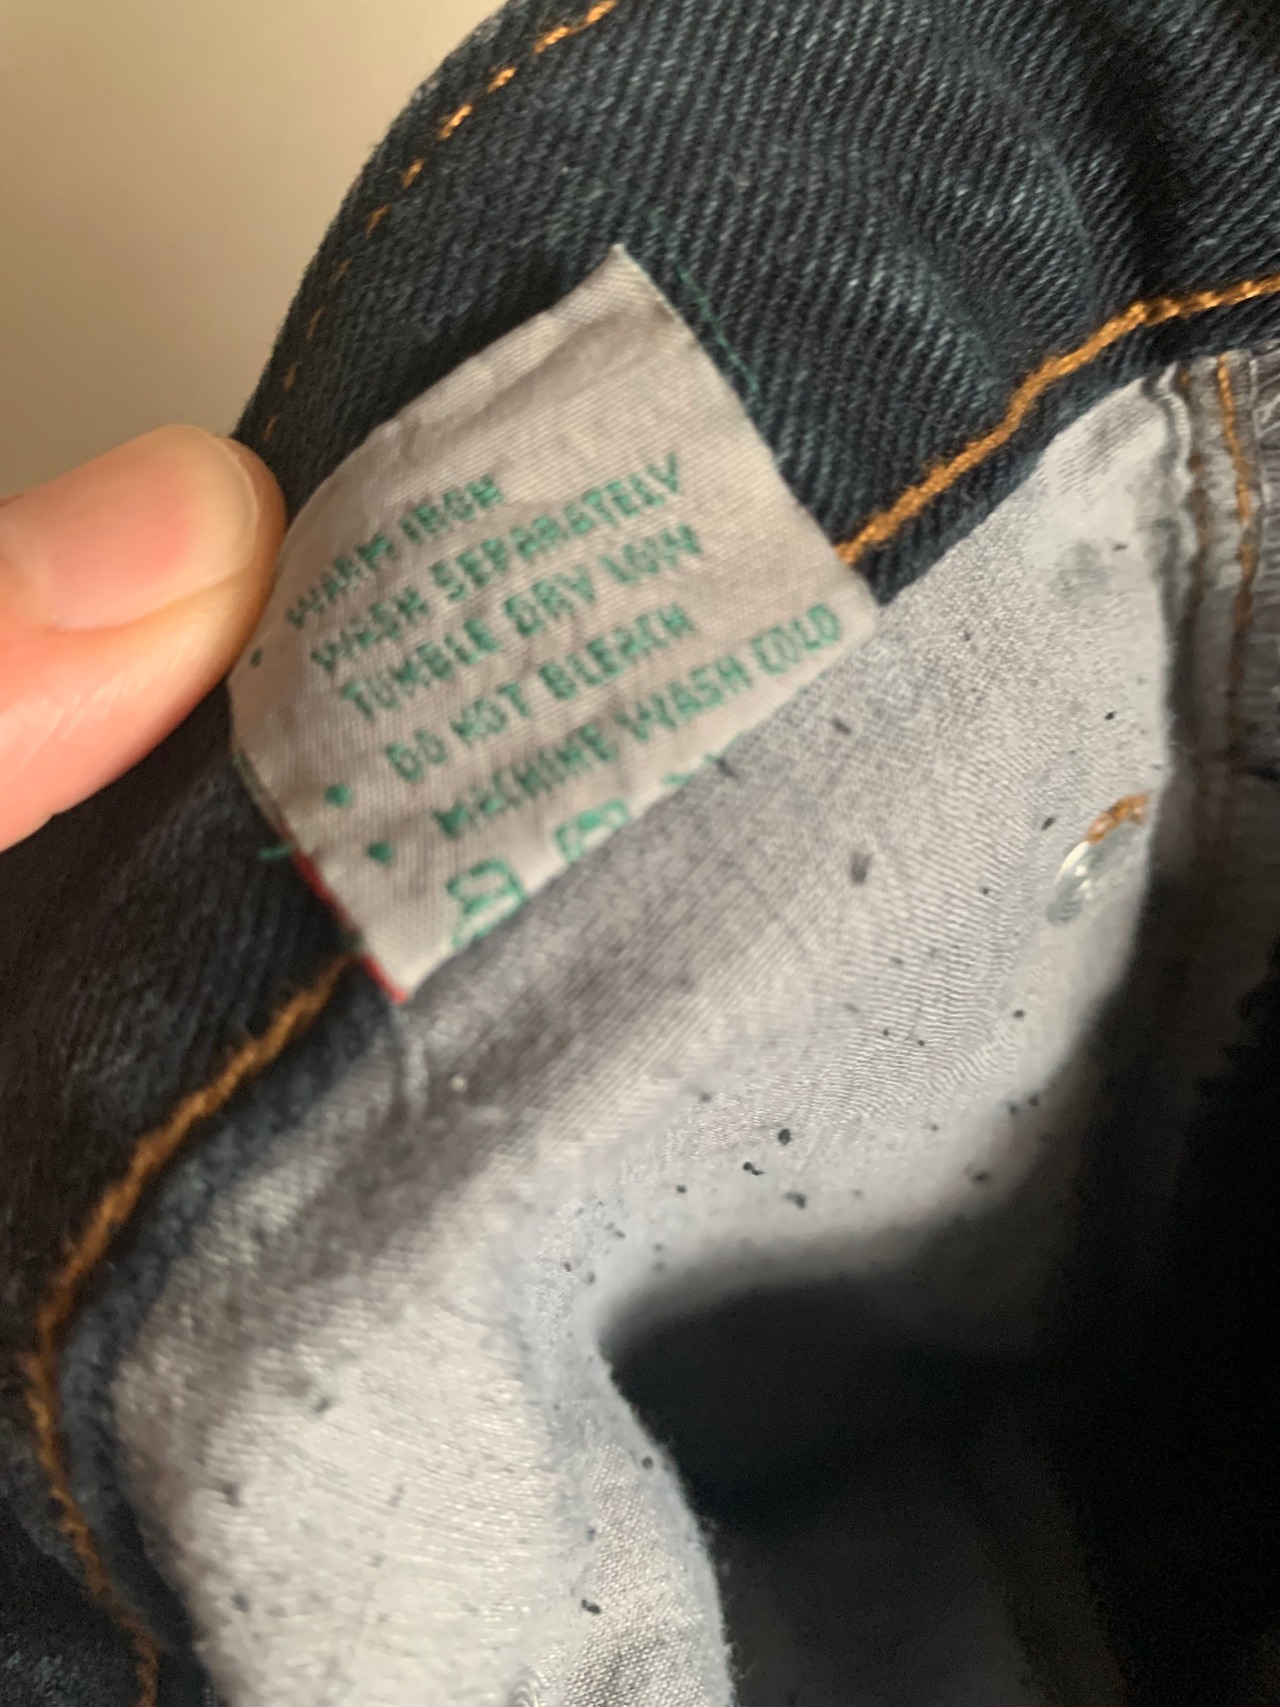 WARM IRON
WASH SEPARATELY
TUMBLE DRY LOW
• DO NOT BLEACH
• MACHINE WASH COLD